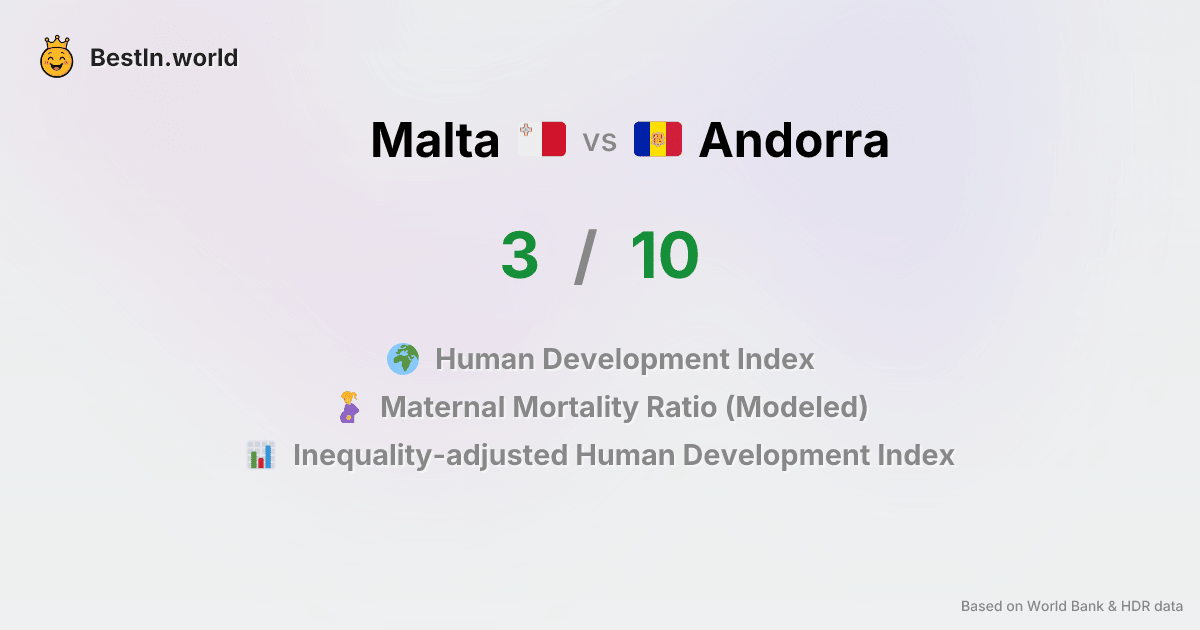 BestIn.world
Malta vs Andorra
3 / 10
Human Development Index
Maternal Mortality Ratio (Modeled)
Inequality-adjusted Human Development Index
Based on World Bank & HDR data